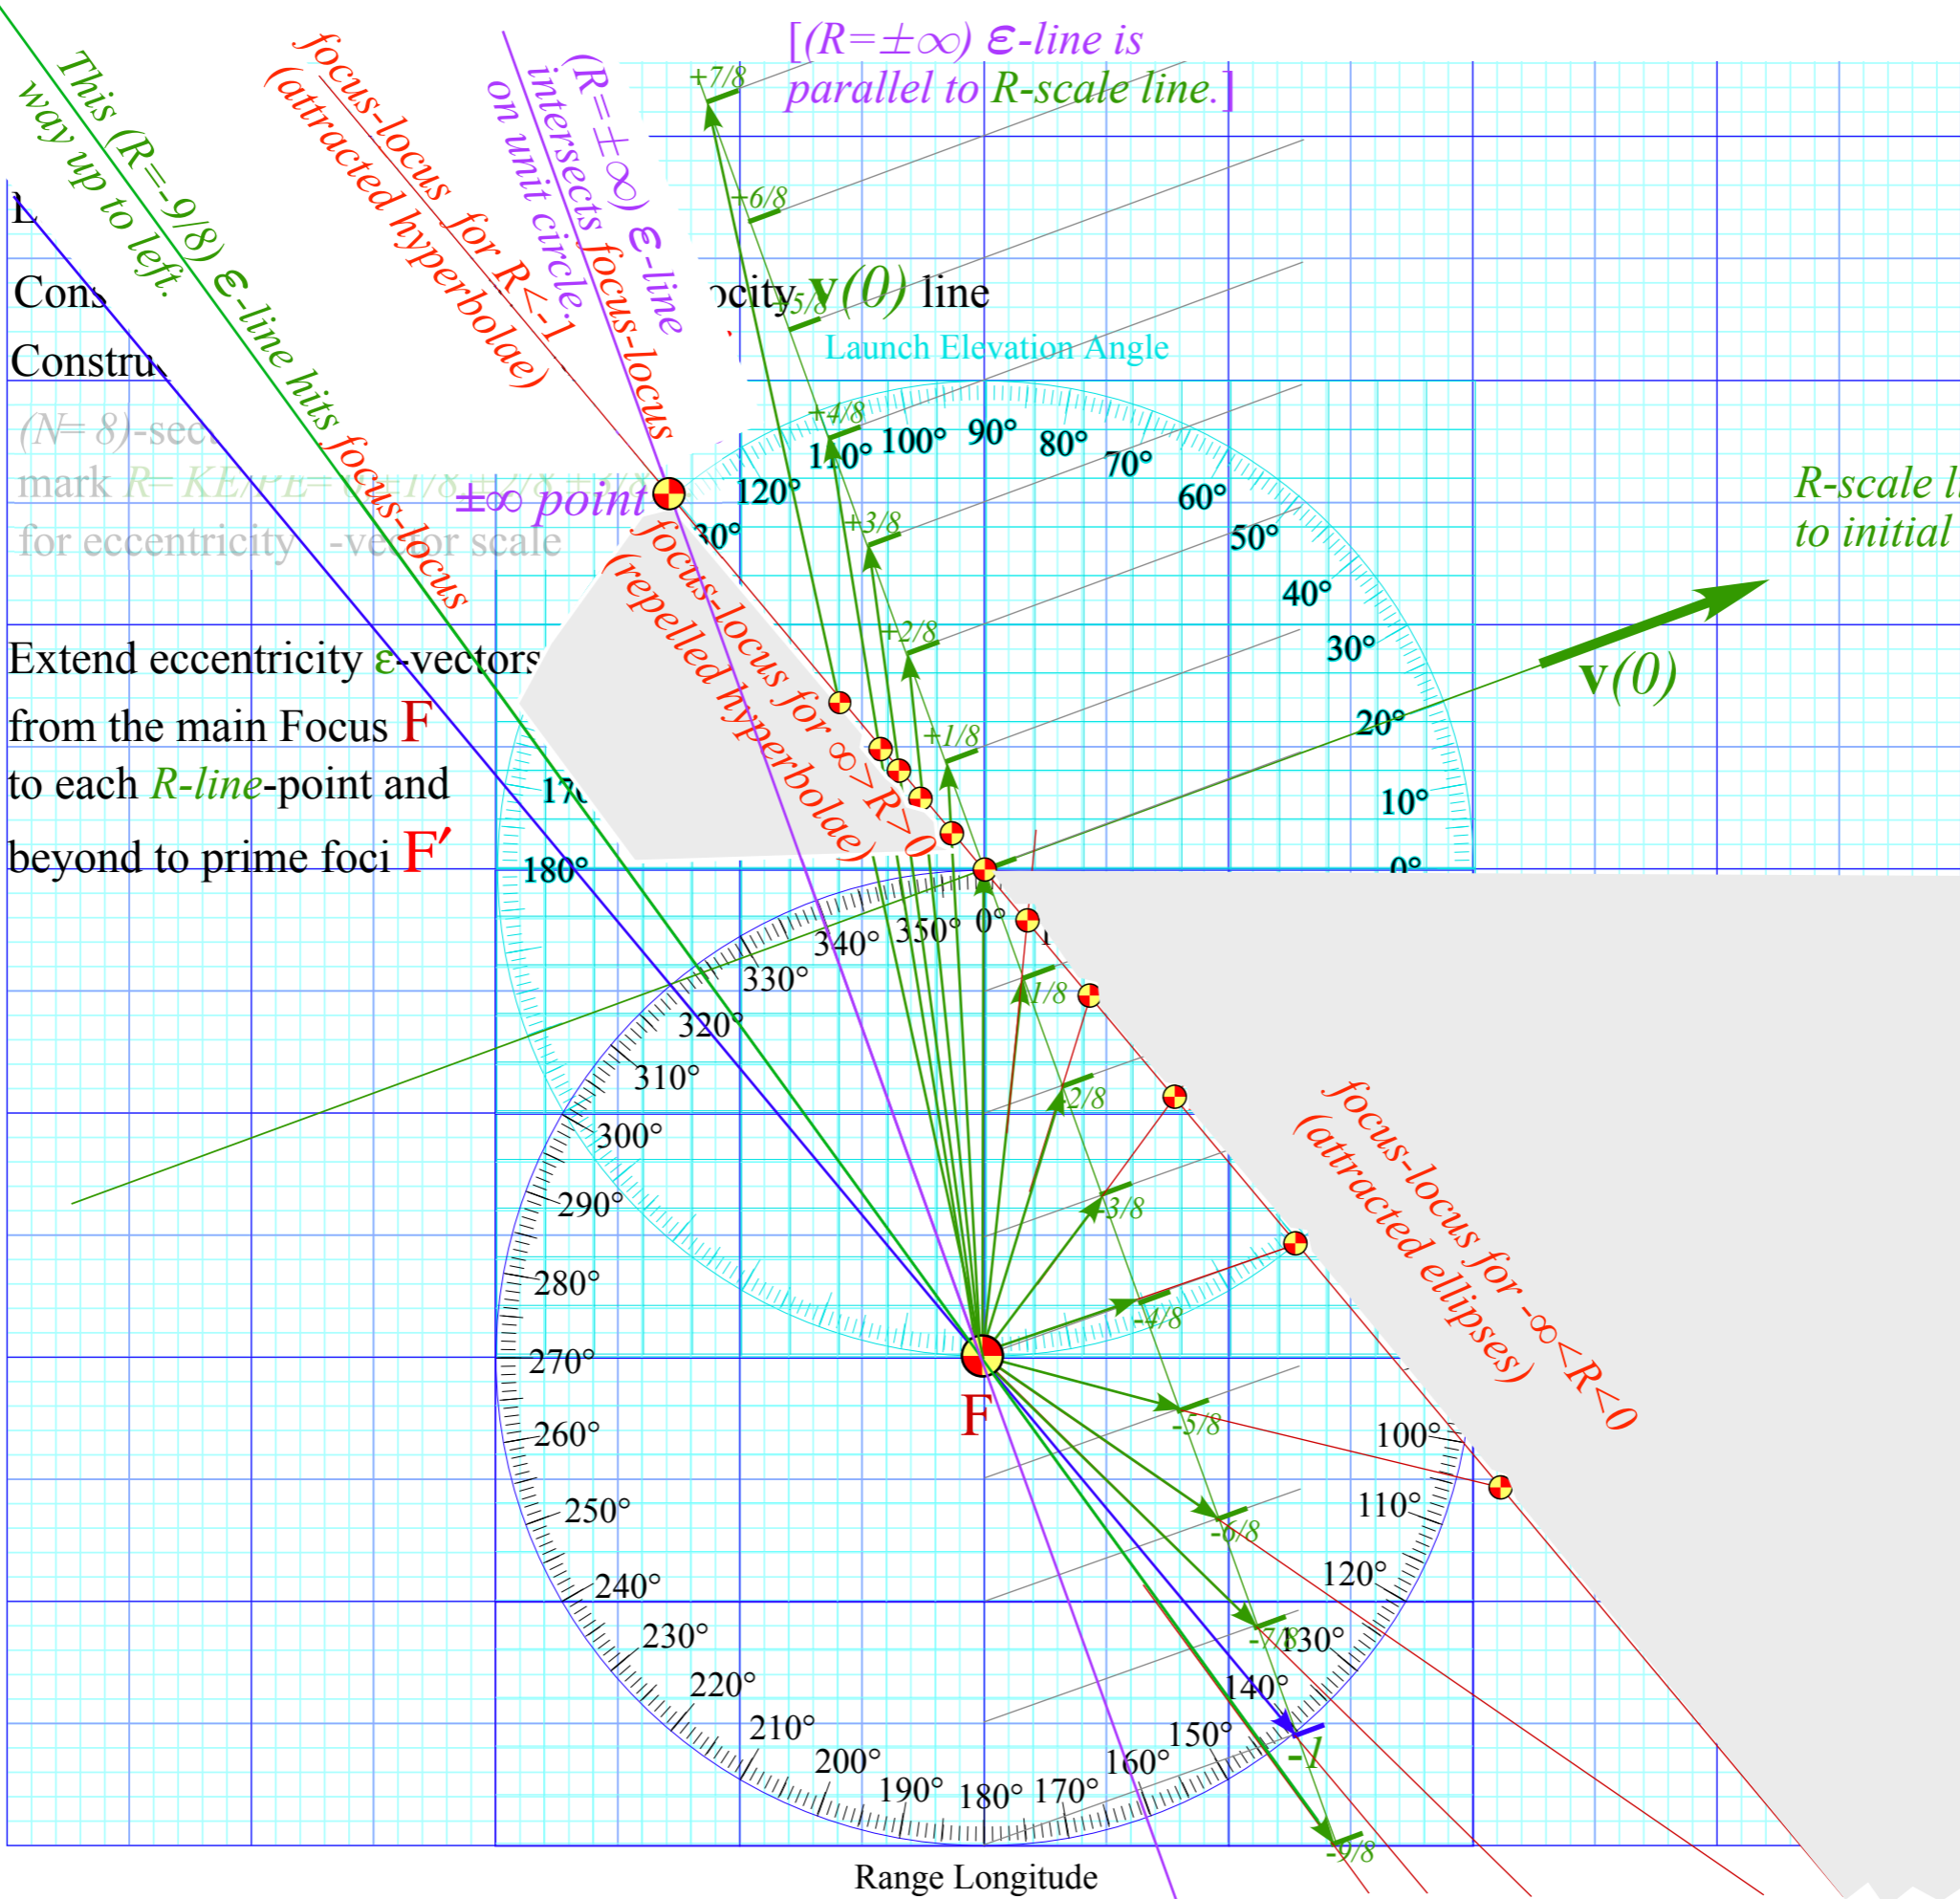 [(R=±∞) ε-line is
parallel to R-scale line.]
This (R=-9/8) ε-line hits focus-locus
way up to left.
focus-locus for R<-1
(attracted hyperbolae)
(R=±∞) ε-line
intersects focus-locus
on unit circle.
+7/8
+6/8
+5/8
+4/8
+3/8
+2/8
+1/8
L
Cons
ocity v(0) line
Constru
Launch Elevation Angle
(N= 8)-sec
mark R= KE/PE=
for eccentricity -vector scale
±∞ point
30°
120°
110°
100°
90°
80°
70°
60°
50°
40°
30°
20°
10°
0°
170
180°
R-scale l
to initial
v(0)
focus-locus for ∞>R>0
(repelled hyperbolae)
Extend eccentricity ε-vectors
from the main Focus F
to each R-line-point and
beyond to prime foci F′
0°
350°
340°
330°
320°
310°
300°
290°
280°
270°
260°
250°
240°
230°
220°
210°
200°
190°
180°
170°
160°
150°
140°
130°
120°
110°
100°
1/8
-2/8
-3/8
-4/8
-5/8
-6/8
-7/8
-1
-9/8
F
focus-locus for -∞<R<0
(attracted ellipses)
Range Longitude